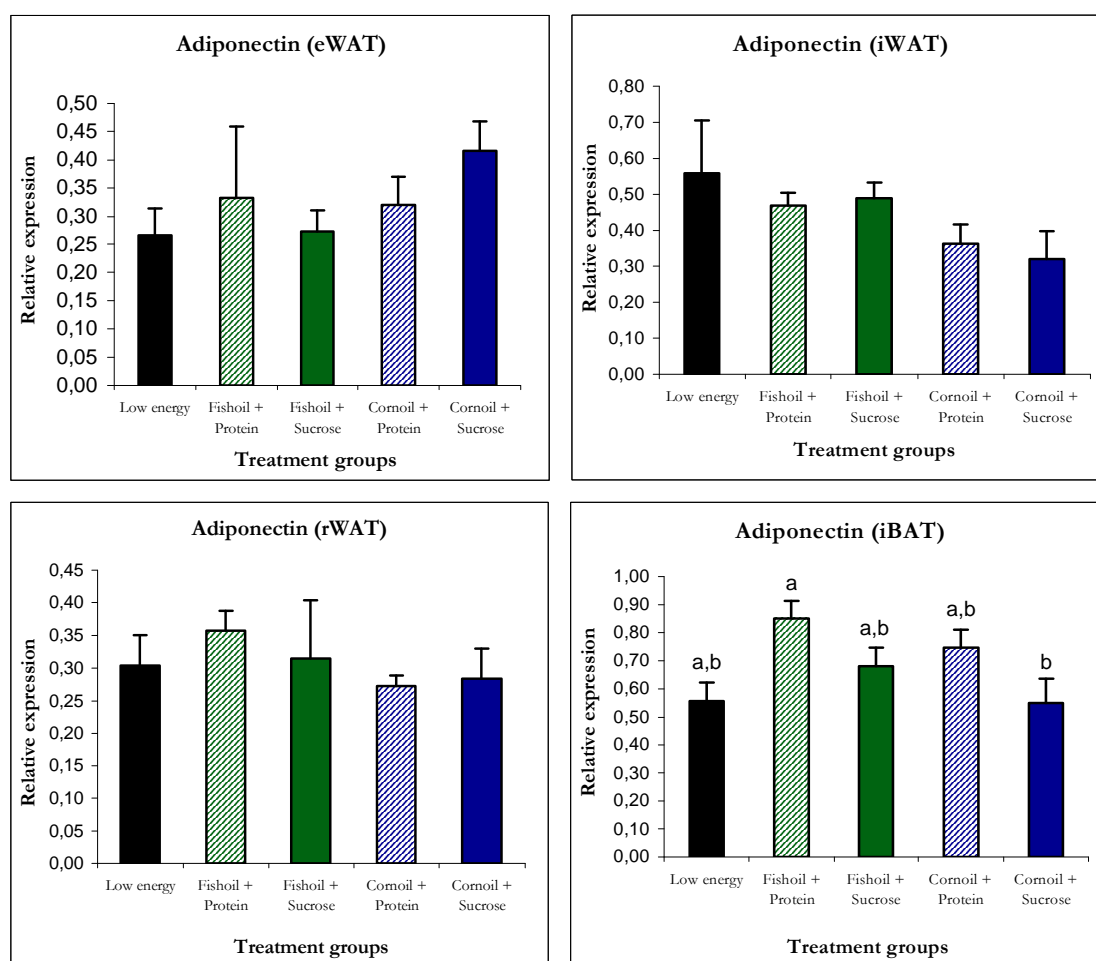 Adiponectin (eWAT)
Relative expression
0,50
0,45
0,40
0,35
0,30
0,25
0,20
0,15
0,10
0,05
0,00
Low energy
Fishoil +
Protein
Fishoil +
Sucrose
Cornoil +
Protein
Cornoil +
Sucrose
Treatment groups
Adiponectin (iWAT)
Relative expression
0,80
0,70
0,60
0,50
0,40
0,30
0,20
0,10
0,00
Low energy
Fishoil +
Protein
Fishoil +
Sucrose
Cornoil +
Protein
Cornoil +
Sucrose
Treatment groups
Adiponectin (rWAT)
Relative expression
0,45
0,40
0,35
0,30
0,25
0,20
0,15
0,10
0,05
0,00
Low energy
Fishoil +
Protein
Fishoil +
Sucrose
Cornoil +
Protein
Cornoil +
Sucrose
Treatment groups
Adiponectin (iBAT)
Relative expression
1,00
0,90
0,80
0,70
0,60
0,50
0,40
0,30
0,20
0,10
0,00
a,b
a
a,b
a,b
b
Low energy
Fishoil +
Protein
Fishoil +
Sucrose
Cornoil +
Protein
Cornoil +
Sucrose
Treatment groups